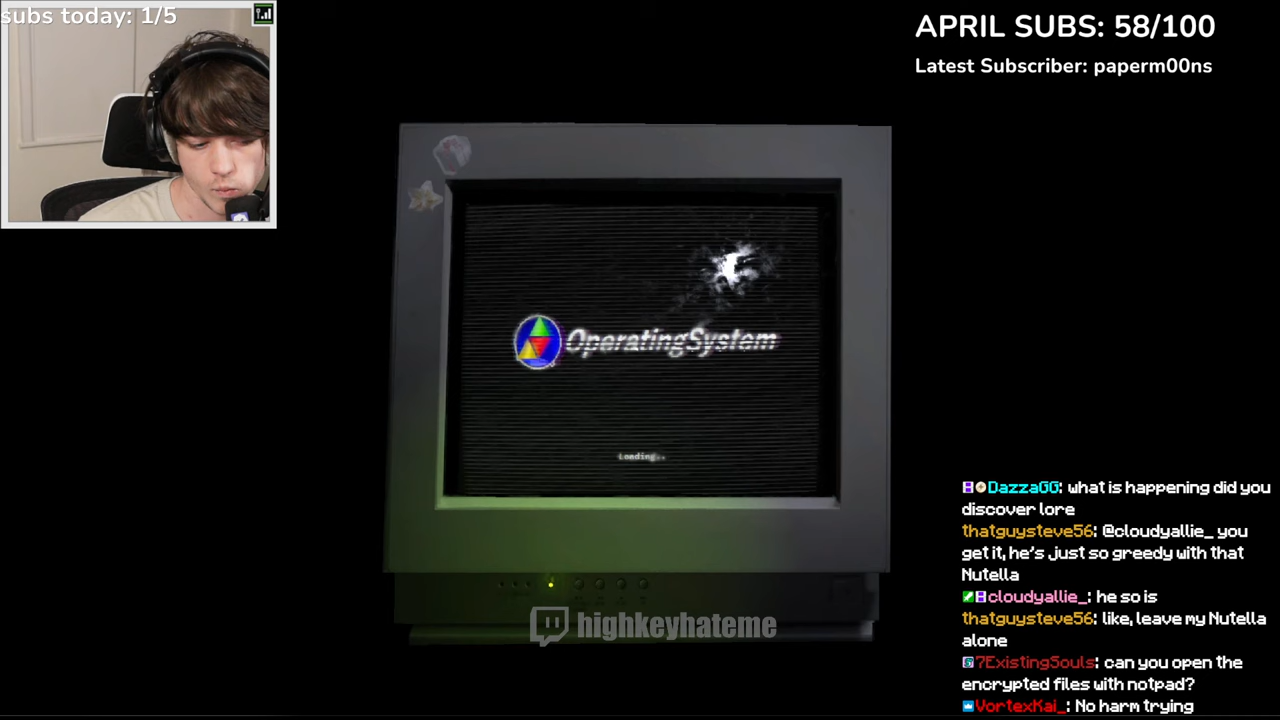 subs today: 1/5
APRIL SUBS: 58/100
Latest Subscriber: paperm00ns
OperatingSystem
Loading..
highkeyhateme
DazzaGG: what is happening did you
discover lore
thatguysteve56: @cloudyallie_ you
get it, he's just so greedy with that
Nutella
cloudyallie_: he so is
thatguysteve56: like, leave my Nutella
alone
7ExistingSouls: can you open the
encrypted files with notpad?
VortexKai_: No harm trying